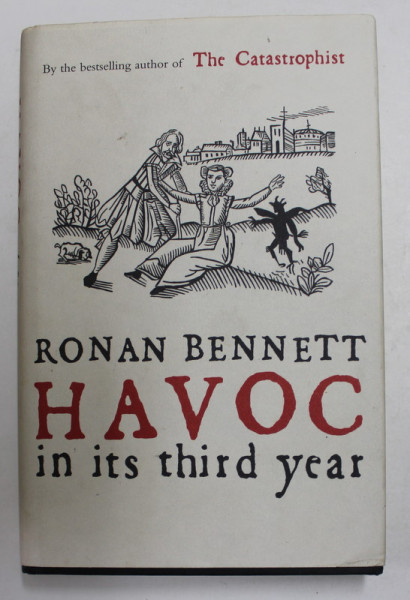 By the bestselling author of The Catastrophist
RONAN BENNETT
HAVOC
in its third year